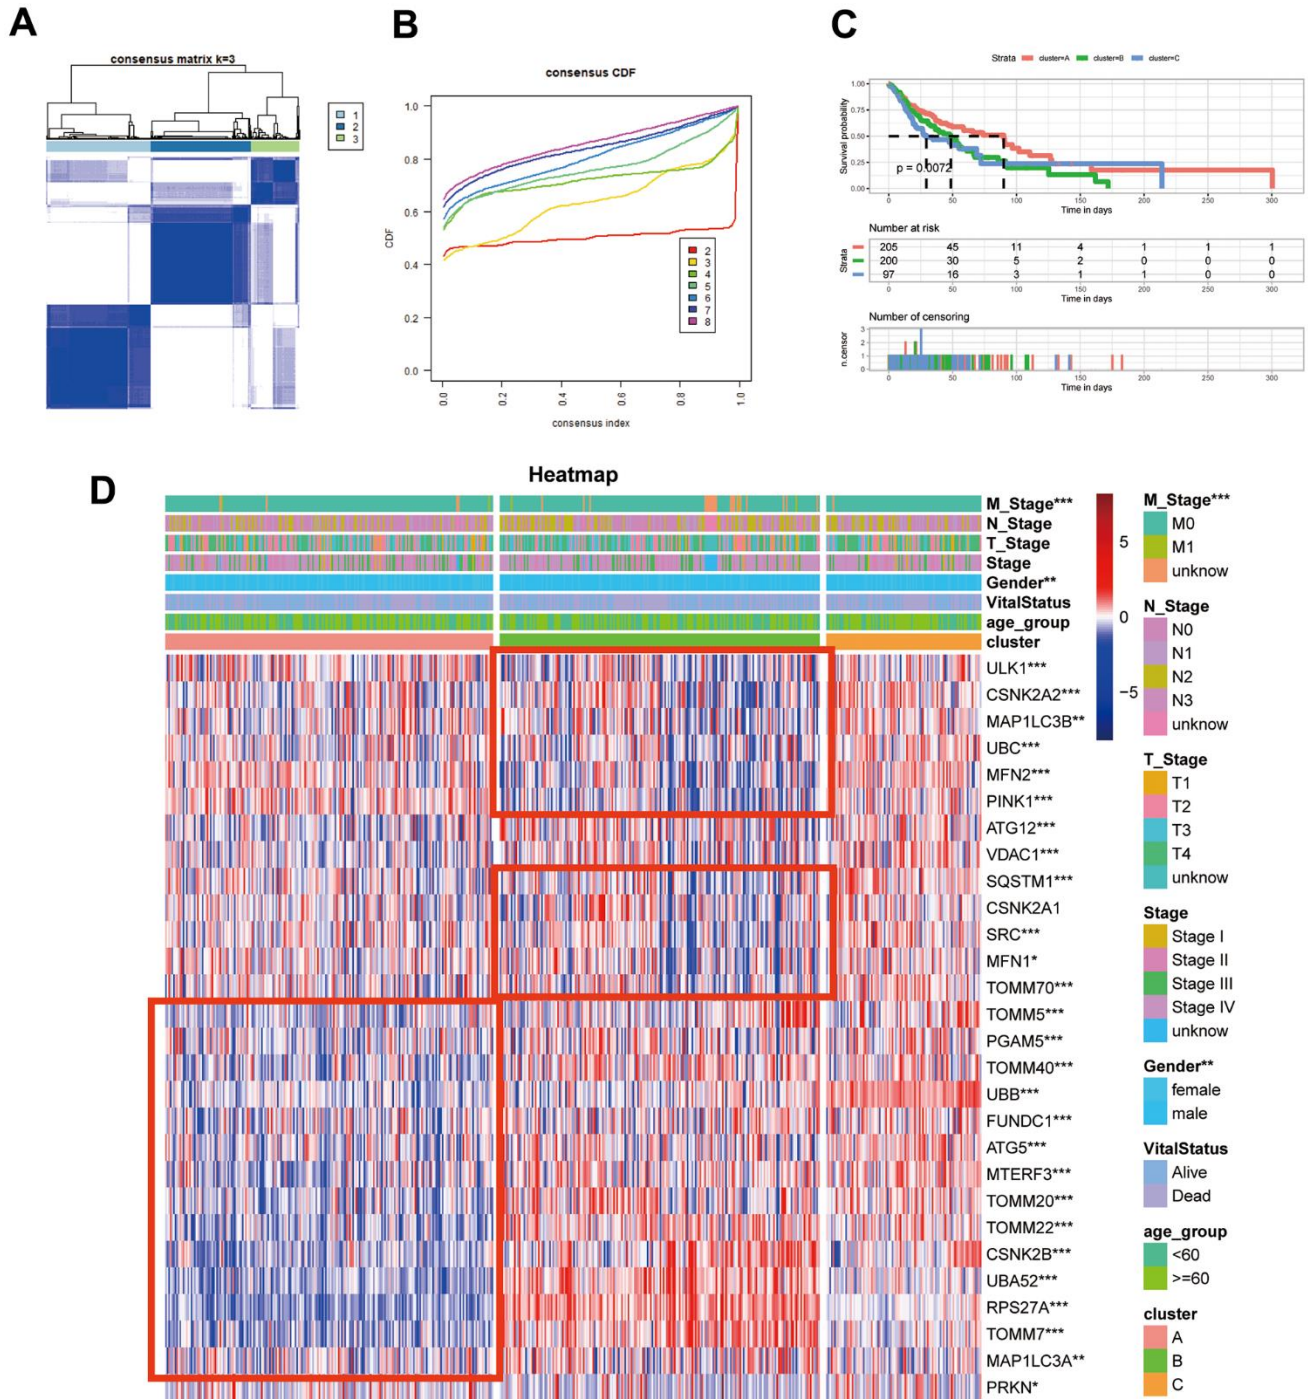 A
consensus matrix k=3
1
2
3
B
consensus CDF
1.0
0.8
0.6
0.4
0.2
0.0
CDF
0.0
0.2
0.4
0.6
0.8
1.0
consensus index
2
3
4
5
6
7
8
C
Strata cluster=A cluster=B cluster=C
1.00
0.75
0.50
0.25
0.00
Survival probability
p = 0.0072
0 50 100 150 200 250 300
Time in days
Number at risk
Strata
205 45 11 4 1 1 1
200 30 5 2 0 0 0
97 16 3 1 1 0 0
0 50 100 150 200 250 300
Time in days
Number of censoring
n.censor
3
2
1
0
0 50 100 150 200 250 300
Time in days
D
Heatmap
M_Stage***
N_Stage
T_Stage
Stage
Gender**
VitalStatus
age_group
cluster
ULK1***
CSNK2A2***
MAP1LC3B**
UBC***
MFN2***
PINK1***
ATG12***
VDAC1***
SQSTM1***
CSNK2A1
SRC***
MFN1*
TOMM70***
TOMM5***
PGAM5***
TOMM40***
UBB***
FUNDC1***
ATG5***
MTERF3***
TOMM20***
TOMM22***
CSNK2B***
UBA52***
RPS27A***
TOMM7***
MAP1LC3A**
PRKN*
5
0
−5
M_Stage***
M0
M1
unknow
N_Stage
N0
N1
N2
N3
unknow
T_Stage
T1
T2
T3
T4
unknow
Stage
Stage I
Stage II
Stage III
Stage IV
unknow
Gender**
female
male
VitalStatus
Alive
Dead
age_group
<60
>=60
cluster
A
B
C